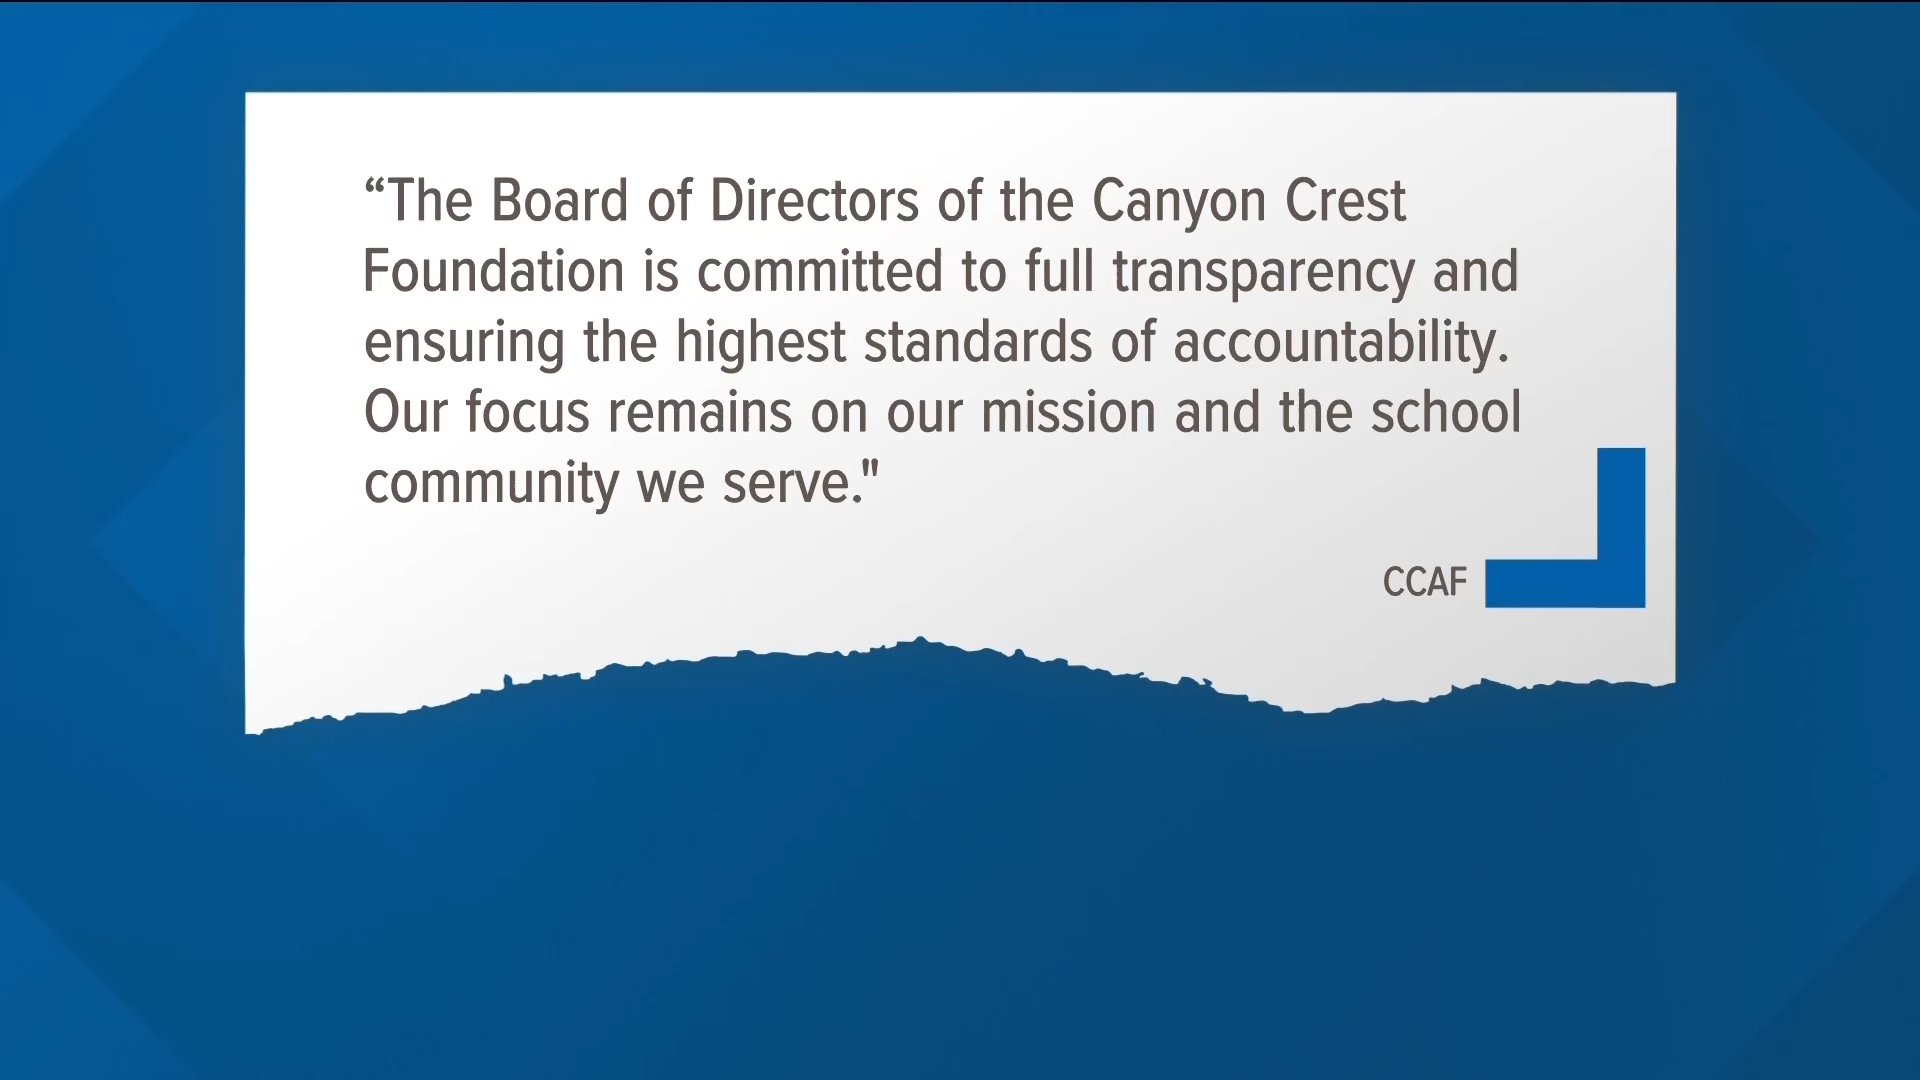 “The Board of Directors of the Canyon Crest
Foundation is committed to full transparency and
ensuring the highest standards of accountability.
Our focus remains on our mission and the school
community we serve."
CCAF